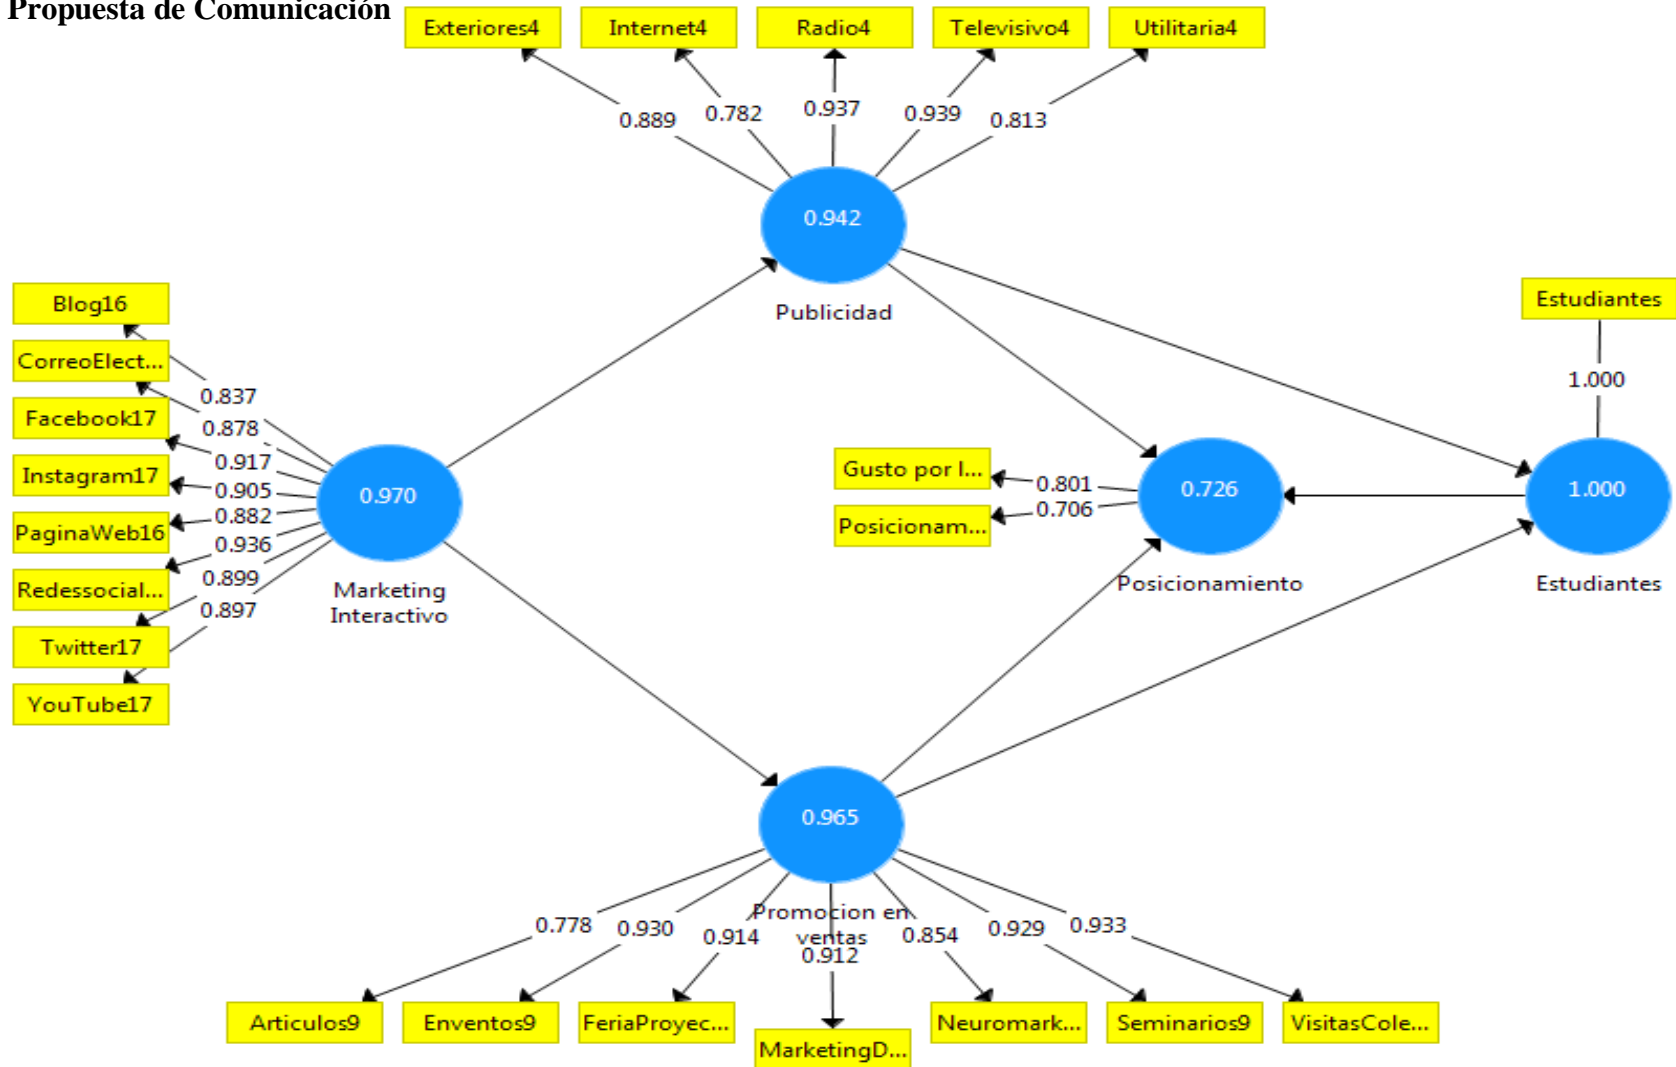 Propuesta de Comunicación
Exteriores4
Internet4
Radio4
Televisivo4
Utilitaria4
0.889
0.782
0.937
0.939
0.813
0.942
Publicidad
Blog16
CorreoElect...
Facebook17
Instagram17
PaginaWeb16
Redessocial...
Twitter17
YouTube17
0.837
0.878
0.917
0.905
0.882
0.936
0.899
0.897
0.970
Marketing
Interactivo
Gusto por l...
Posicionam...
0.801
0.706
0.726
Posicionamiento
Estudiantes
1.000
1.000
Estudiantes
0.965
Promocion en
ventas
0.778
0.930
0.914
0.912
0.854
0.929
0.933
Articulos9
Enventos9
FeriaProyec...
MarketingD...
Neuromark...
Seminarios9
VisitasCole...